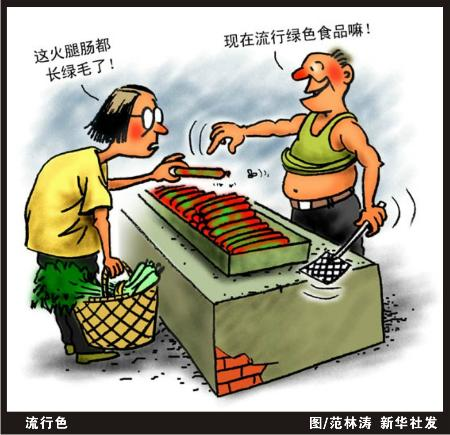 这火腿肠都
长绿毛了！
现在流行绿色食品嘛！
流行色
图/范林涛 新华社发